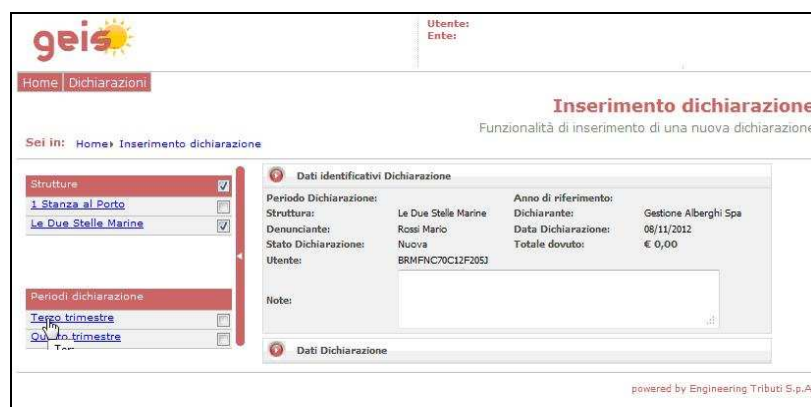 geis
Utente:
Ente:
Home Dichiarazioni
Inserimento dichiarazione
Funzionalità di inserimento di una nuova dichiarazione
Sei in: Home Inserimento dichiarazione
Strutture
1 Stanza al Porto
Le Due Stelle Marine
Periodi dichiarazione
Terzo trimestre
Quarto trimestre
Dati identificativi Dichiarazione
Periodo Dichiarazione: Anno di riferimento:
Struttura: Le Due Stelle Marine Dichiarante: Gestione Alberghi Spa
Denunciante: Rossi Mario Data Dichiarazione: 08/11/2012
Stato Dichiarazione: Nuova Totale dovuto: € 0,00
Utente: BRMFNC70C12F205J
Note:
Dati Dichiarazione
powered by Engineering Tributi S.p.A